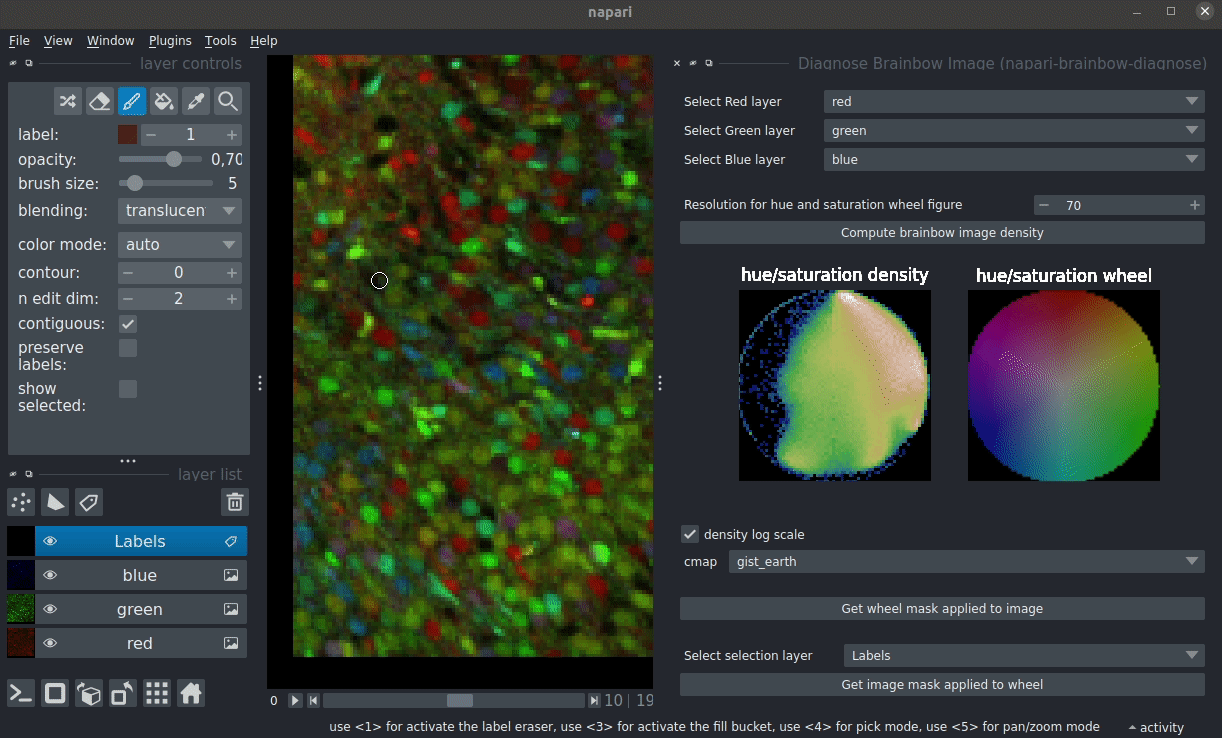 napari
File View Window Plugins Tools Help
layer controls
label: 1
opacity: 0,70
brush size: 5
blending: translucen
color mode: auto
contour: 0
n edit dim: 2
contiguous:
preserve
labels:
show
selected:
layer list
Labels
blue
green
red
0 10 | 19
Diagnose Brainbow Image (napari-brainbow-diagnose)
Select Red layer red
Select Green layer green
Select Blue layer blue
Resolution for hue and saturation wheel figure 70
Compute brainbow image density
hue/saturation density hue/saturation wheel
density log scale
cmap gist_earth
Get wheel mask applied to image
Select selection layer Labels
Get image mask applied to wheel
use <1> for activate the label eraser, use <3> for activate the fill bucket, use <4> for pick mode, use <5> for pan/zoom mode activity